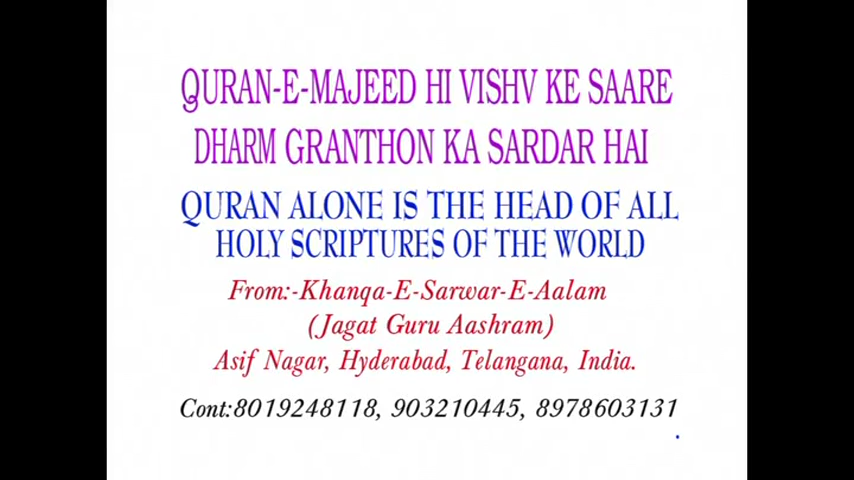 QURAN-E-MAJEED HI VISHV KE SAARE
DHARM GRANTHON KA SARDAR HAI
QURAN ALONE IS THE HEAD OF ALL
HOLY SCRIPTURES OF THE WORLD
From:-Khanqa-E-Sarwar-E-Aalam
(Jagat Guru Aashram)
Asif Nagar, Hyderabad, Telangana, India.
Cont:8019248118, 903210445, 8978603131
.